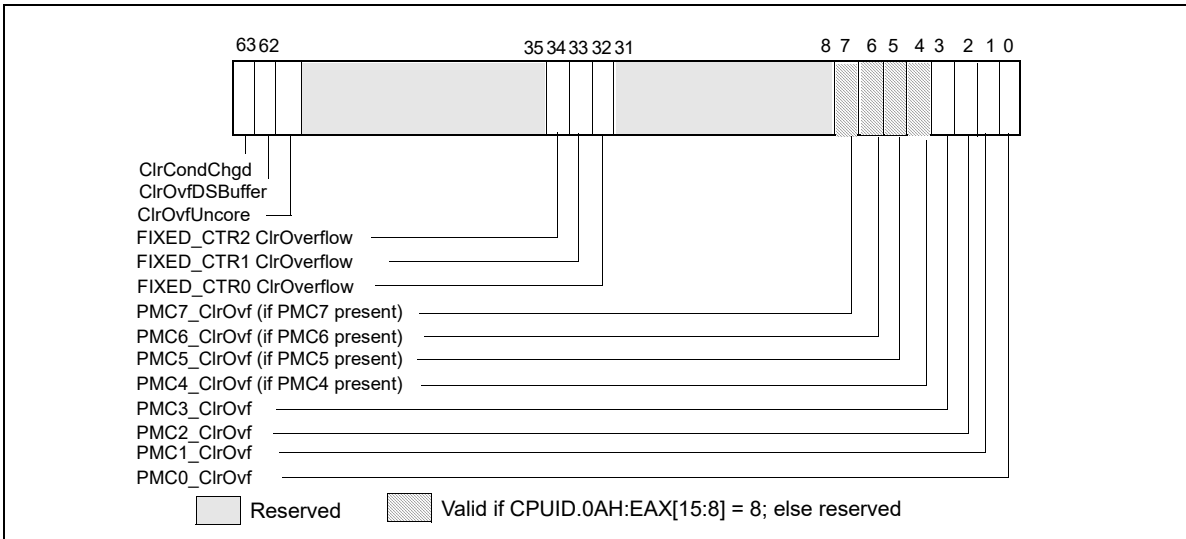 63 62 35 34 33 32 31 8 7 6 5 4 3 2 1 0
ClrCondChgd
ClrOvfDSBuffer
ClrOvfUncore
FIXED_CTR2 ClrOverflow
FIXED_CTR1 ClrOverflow
FIXED_CTR0 ClrOverflow
PMC7_ClrOvf (if PMC7 present)
PMC6_ClrOvf (if PMC6 present)
PMC5_ClrOvf (if PMC5 present)
PMC4_ClrOvf (if PMC4 present)
PMC3_ClrOvf
PMC2_ClrOvf
PMC1_ClrOvf
PMC0_ClrOvf
Reserved Valid if CPUID.0AH:EAX[15:8] = 8; else reserved